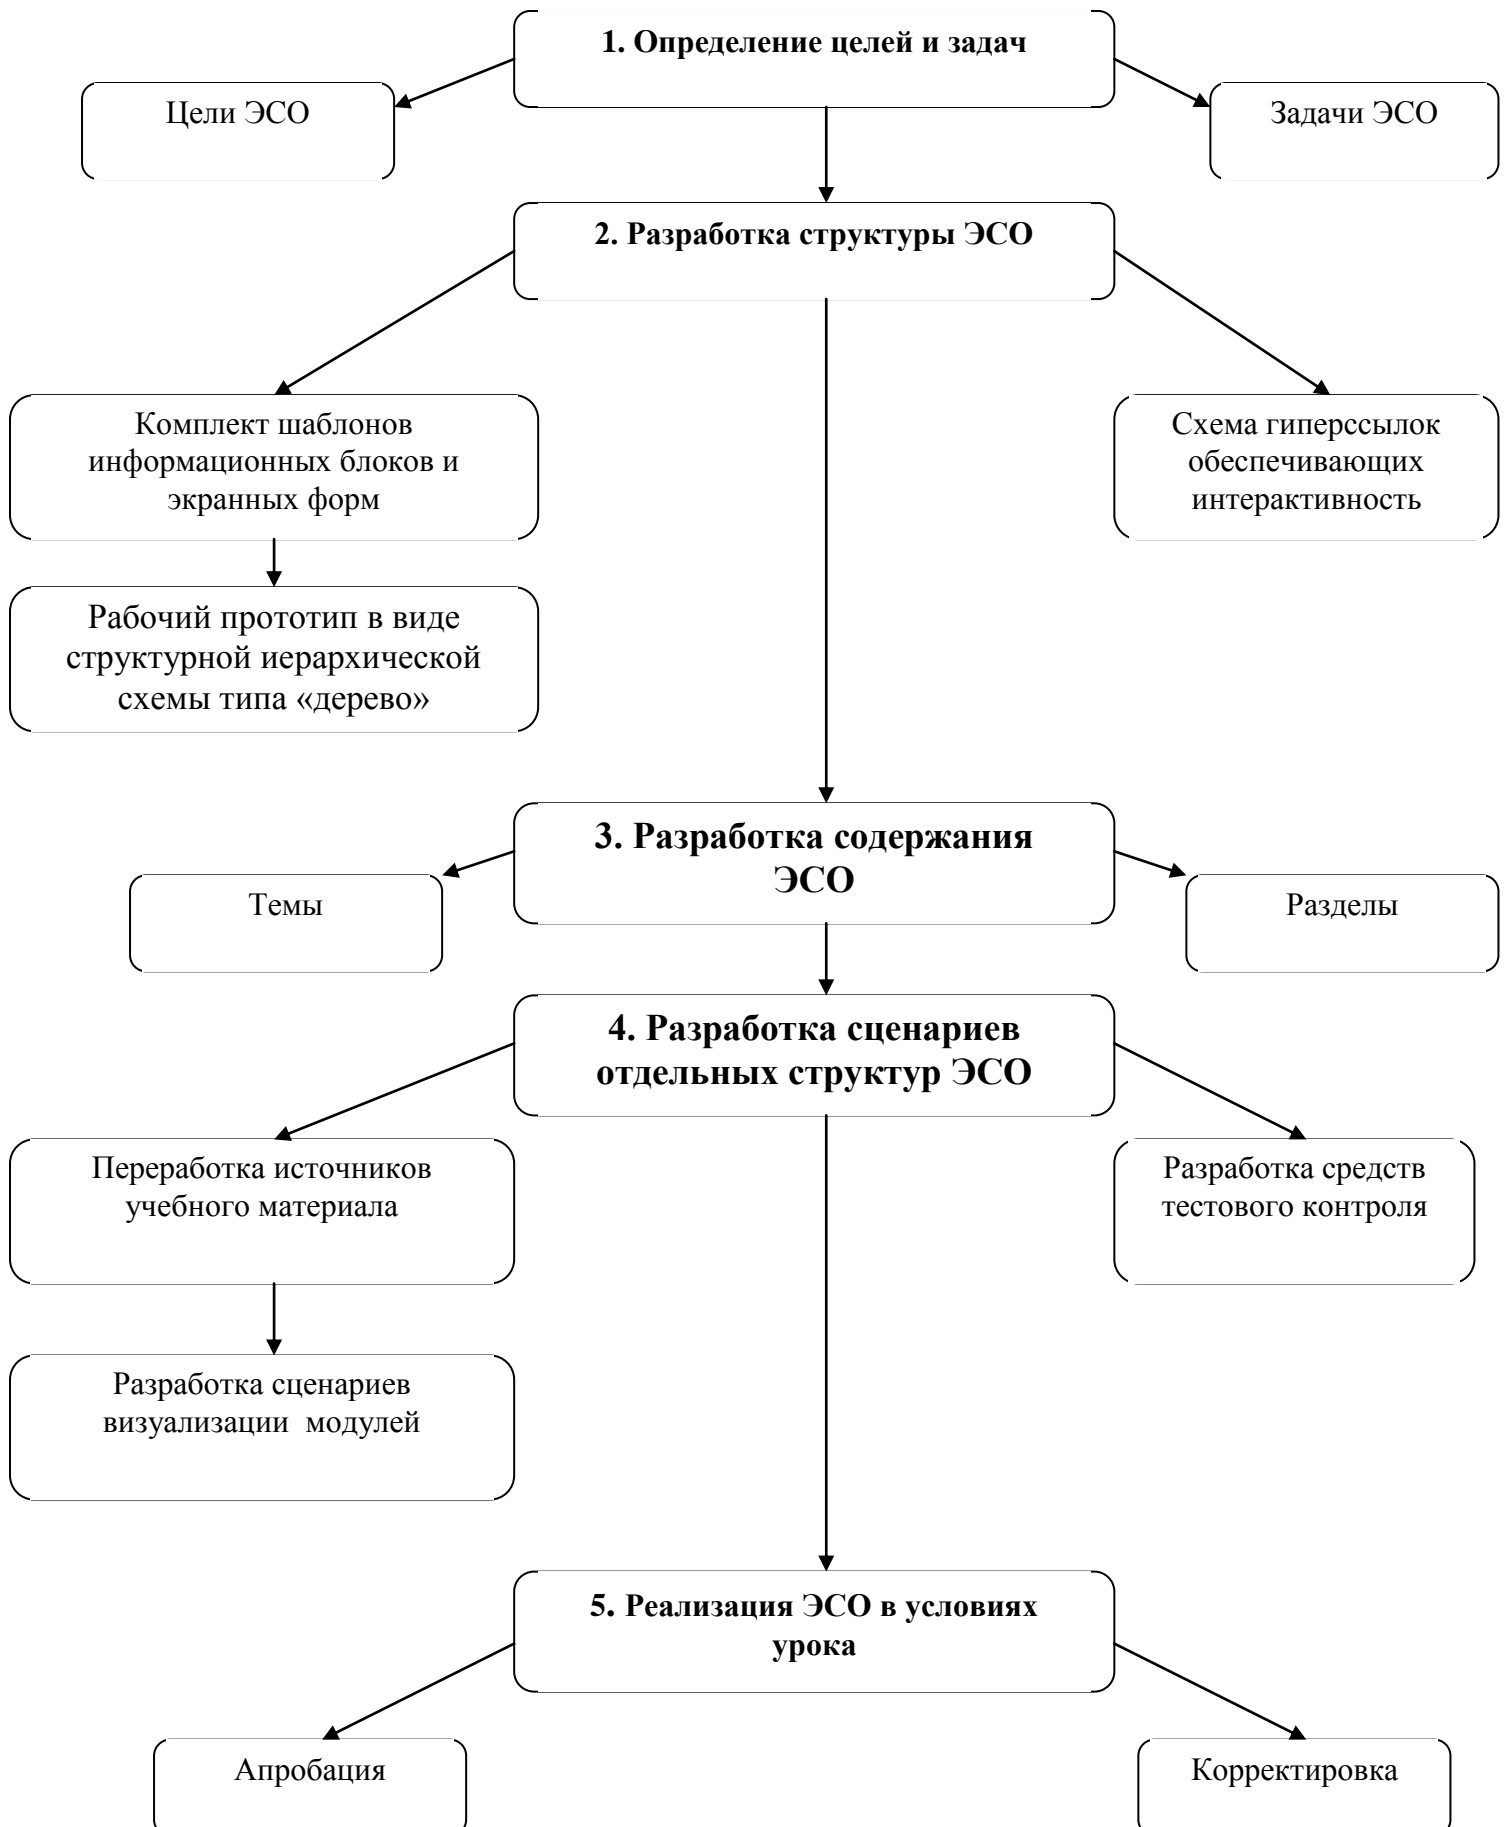 1. Определение целей и задач
Цели ЭСО
Задачи ЭСО
2. Разработка структуры ЭСО
Комплект шаблонов
информационных блоков и
экранных форм
Схема гиперссылок
обеспечивающих
интерактивность
Рабочий прототип в виде
структурной иерархической
схемы типа «дерево»
3. Разработка содержания
ЭСО
Темы
Разделы
4. Разработка сценариев
отдельных структур ЭСО
Переработка источников
учебного материала
Разработка средств
тестового контроля
Разработка сценариев
визуализации  модулей
5. Реализация ЭСО в условиях
урока
Апробация
Корректировка